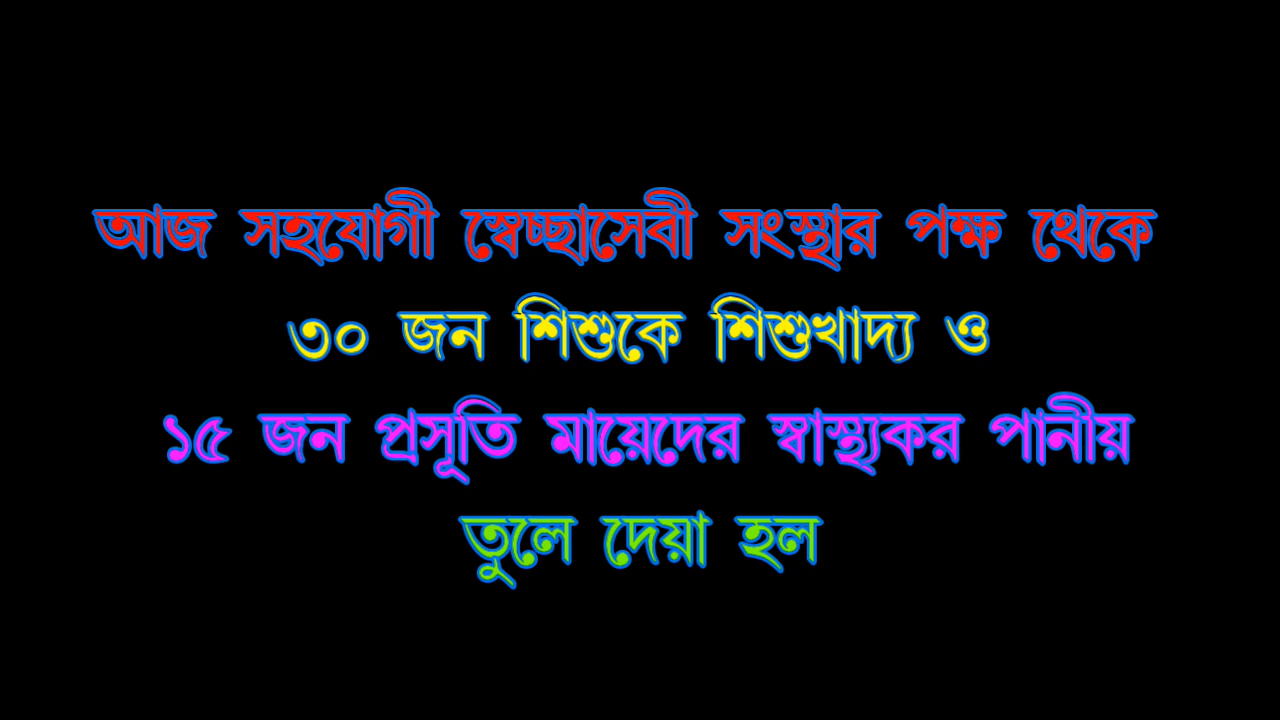 আজ সহযোগী স্বেচ্ছাসেবী সংস্থার পক্ষ থেকে
৩০ জন শিশুকে শিশুখাদ্য ও
১৫ জন প্রসূতি মায়েদের স্বাস্থ্যকর পানীয়
তুলে দেয়া হল